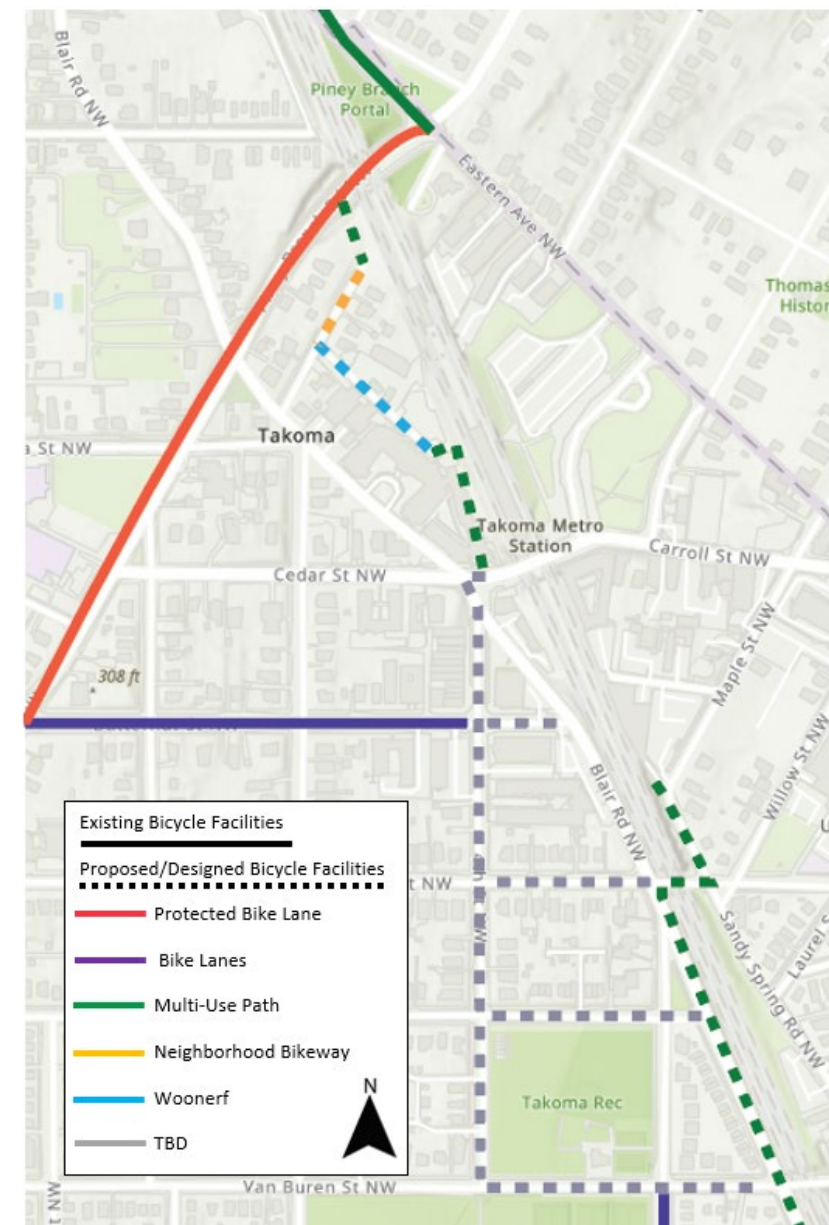 Blair Rd NW
Piney Branch
Portal
Eastern Ave NW
Thomas
Histor
Takoma
St NW
Takoma Metro
Station
Carroll St NW
Cedar St NW
308 ft
Maple St NW
Willow St NW
Blair Rd NW
Existing Bicycle Facilities
Proposed/Designed Bicycle Facilities
t NW
Protected Bike Lane
Bike Lanes
Multi-Use Path
Neighborhood Bikeway
Woonerf
TBD
N
Sandy Spring Rd NW
Laurel S
Takoma Rec
Van Buren St NW